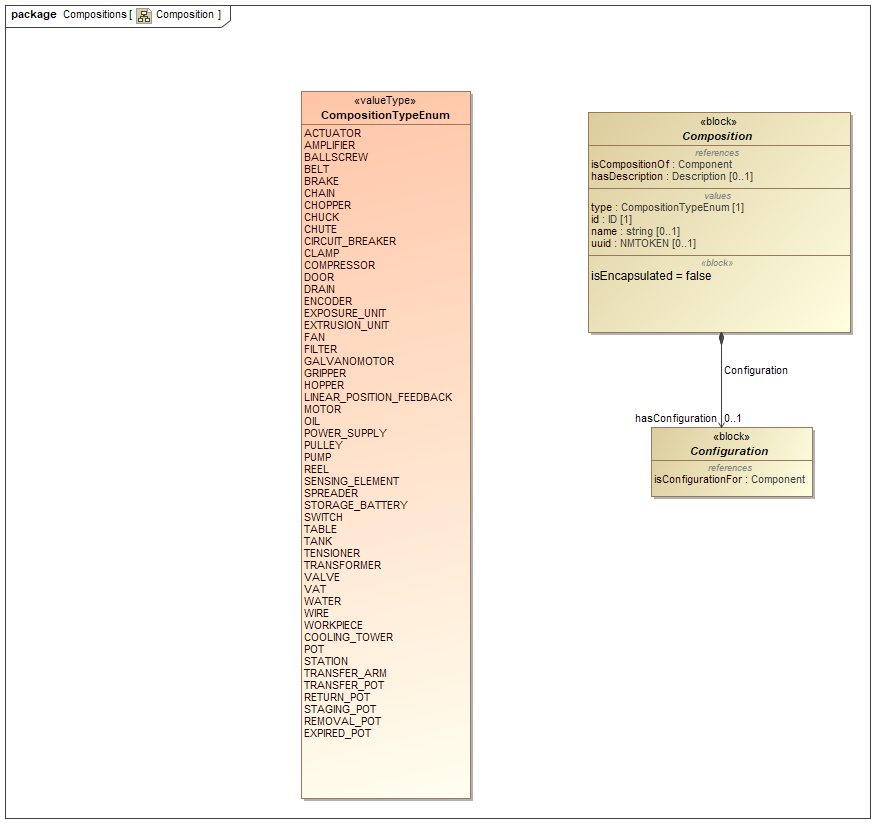 package Compositions [ Composition ]
«valueType»
CompositionTypeEnum
ACTUATOR
AMPLIFIER
BALLSCREW
BELT
BRAKE
CHAIN
CHOPPER
CHUCK
CHUTE
CIRCUIT_BREAKER
CLAMP
COMPRESSOR
DOOR
DRAIN
ENCODER
EXPOSURE_UNIT
EXTRUSION_UNIT
FAN
FILTER
GALVANOMOTOR
GRIPPER
HOPPER
LINEAR_POSITION_FEEDBACK
MOTOR
OIL
POWER_SUPPLY
PULLEY
PUMP
REEL
SENSING_ELEMENT
SPREADER
STORAGE_BATTERY
SWITCH
TABLE
TANK
TENSIONER
TRANSFORMER
VALVE
VAT
WATER
WIRE
WORKPIECE
COOLING_TOWER
POT
STATION
TRANSFER_ARM
TRANSFER_POT
RETURN_POT
STAGING_POT
REMOVAL_POT
EXPIRED_POT
«block»
Composition
references
isCompositionOf : Component
hasDescription : Description [0..1]
values
type : CompositionTypeEnum [1]
id : ID [1]
name : string [0..1]
uuid : NMTOKEN [0..1]
«block»
isEncapsulated = false
Configuration
hasConfiguration 0..1
«block»
Configuration
references
isConfigurationFor : Component